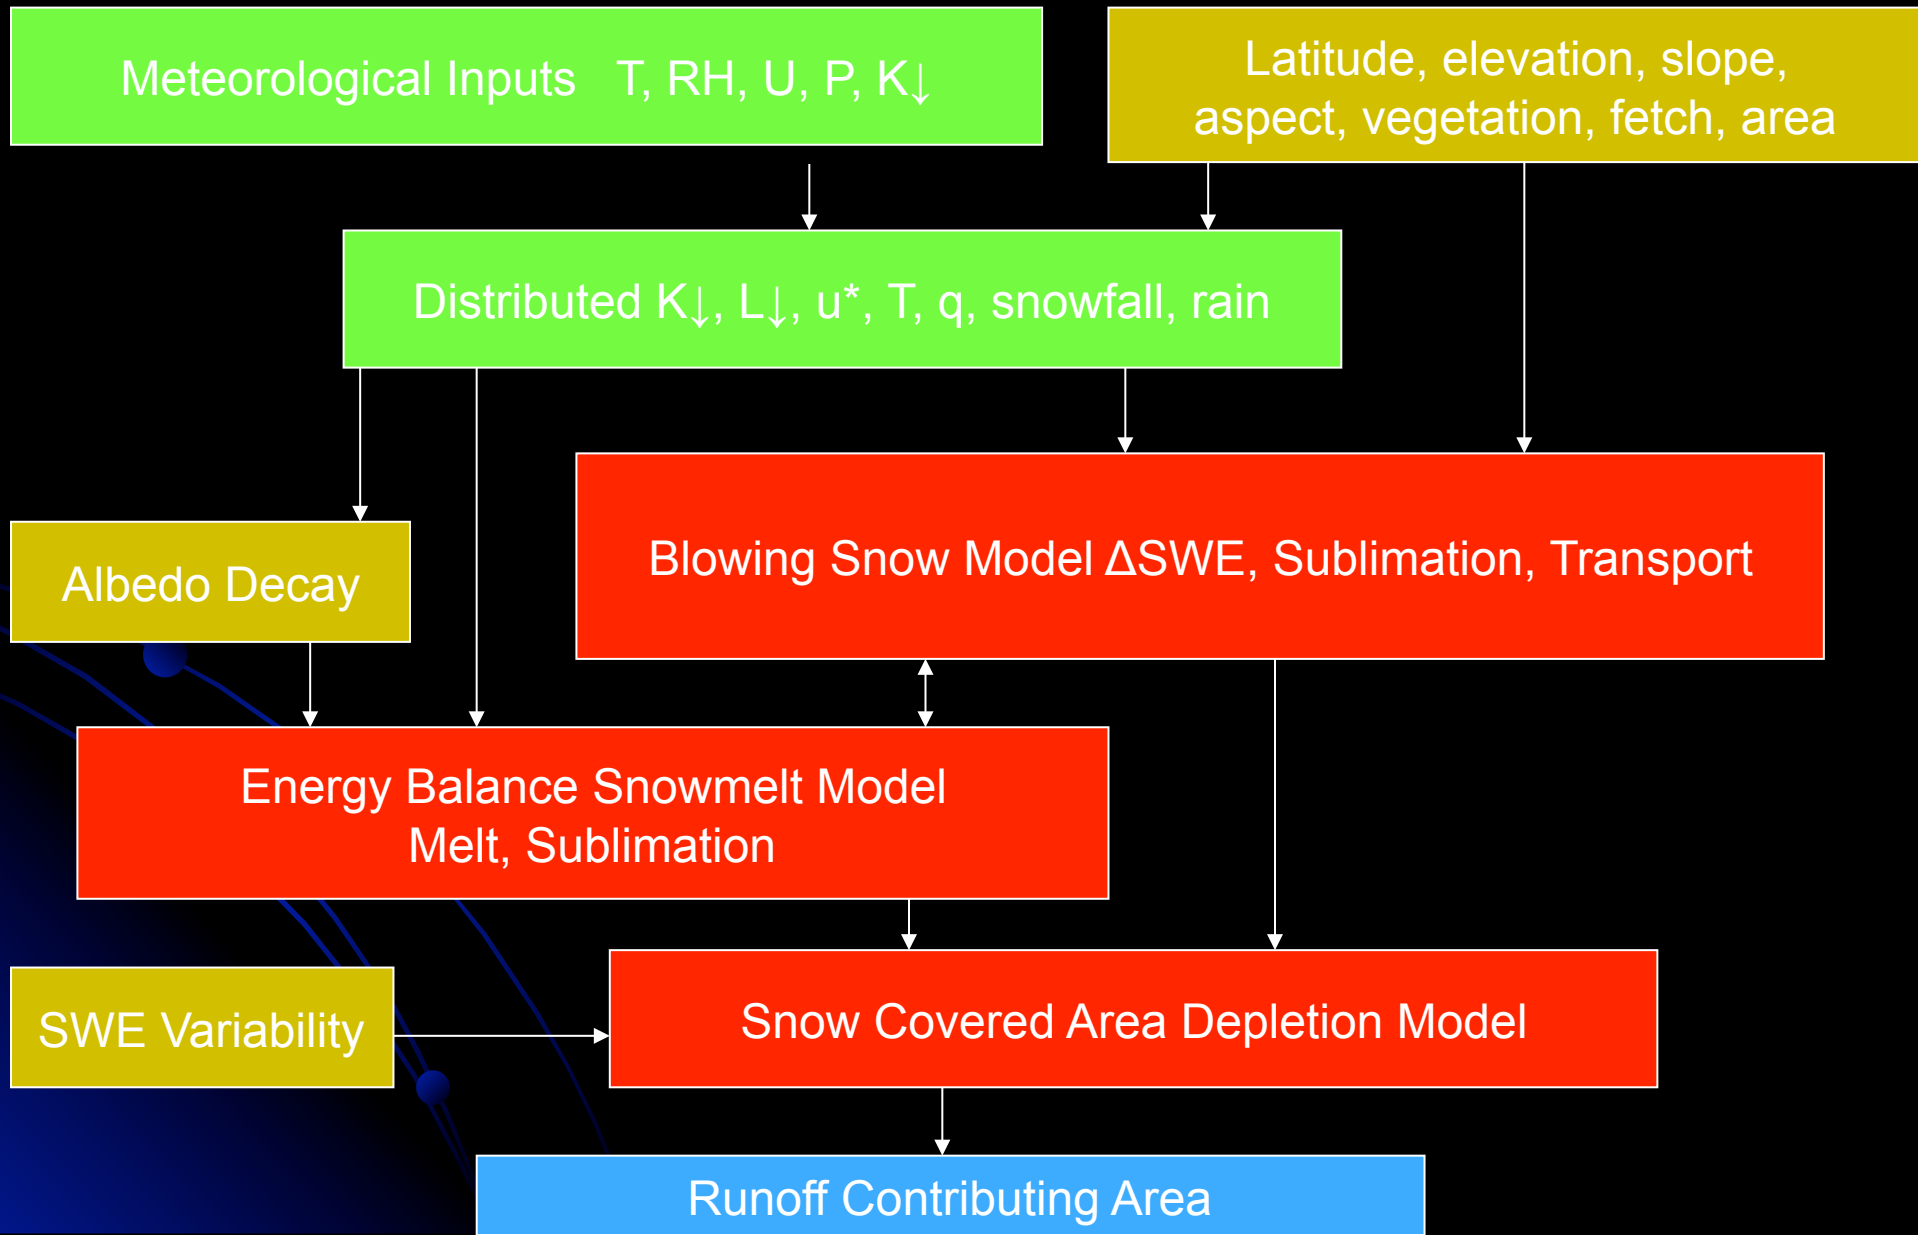 Meteorological Inputs T, RH, U, P, K↓
Latitude, elevation, slope,
aspect, vegetation, fetch, area
Distributed K↓, L↓, u*, T, q, snowfall, rain
Blowing Snow Model ΔSWE, Sublimation, Transport
Albedo Decay
Energy Balance Snowmelt Model
Melt, Sublimation
SWE Variability
Snow Covered Area Depletion Model
Runoff Contributing Area